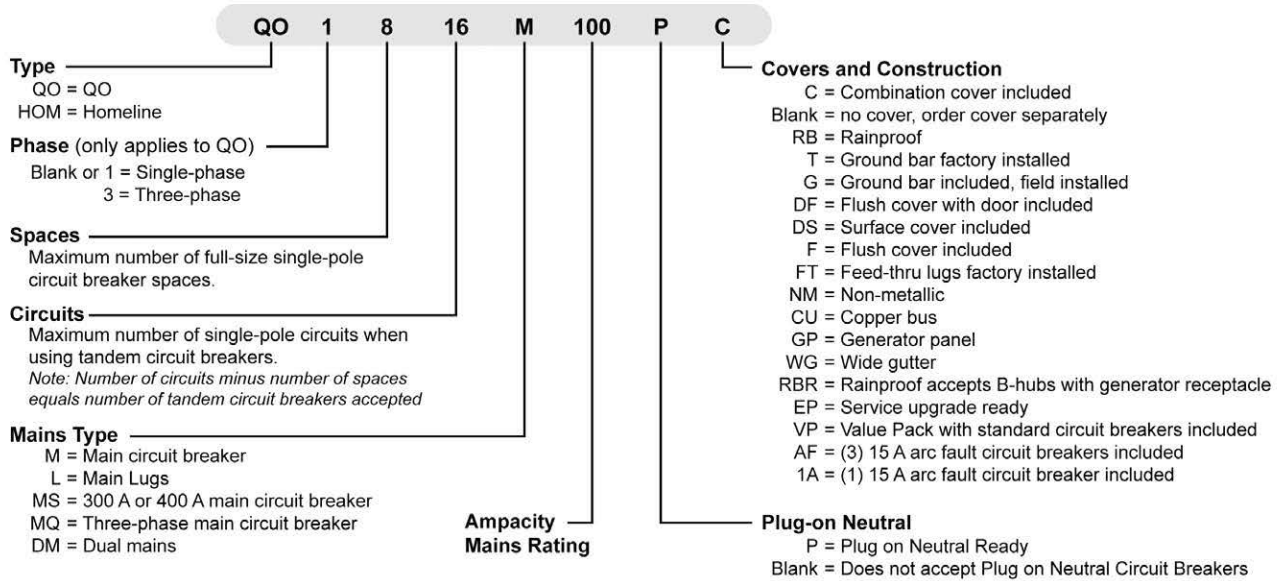 QO 1 8 16 M 100 P C
Type
QO = QO
HOM = Homeline
Phase (only applies to QO)
Blank or 1 = Single-phase
3 = Three-phase
Spaces
Maximum number of full-size single-pole
circuit breaker spaces.
Circuits
Maximum number of single-pole circuits when
using tandem circuit breakers.
Note: Number of circuits minus number of spaces
equals number of tandem circuit breakers accepted
Mains Type
M = Main circuit breaker
L = Main Lugs
MS = 300 A or 400 A main circuit breaker
MQ = Three-phase main circuit breaker
DM = Dual mains
Ampacity
Mains Rating
Covers and Construction
C = Combination cover included
Blank = no cover, order cover separately
RB = Rainproof
T = Ground bar factory installed
G = Ground bar included, field installed
DF = Flush cover with door included
DS = Surface cover included
F = Flush cover included
FT = Feed-thru lugs factory installed
NM = Non-metallic
CU = Copper bus
GP = Generator panel
WG = Wide gutter
RBR = Rainproof accepts B-hubs with generator receptacle
EP = Service upgrade ready
VP = Value Pack with standard circuit breakers included
AF = (3) 15 A arc fault circuit breakers included
1A = (1) 15 A arc fault circuit breaker included
Plug-on Neutral
P = Plug on Neutral Ready
Blank = Does not accept Plug on Neutral Circuit Breakers